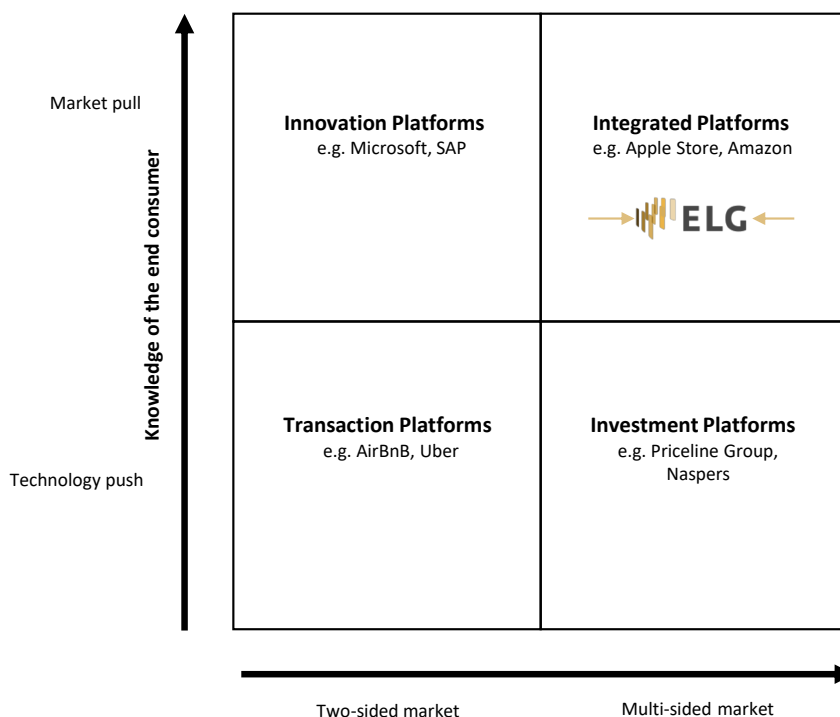 Market pull
Innovation Platforms
e.g. Microsoft, SAP
Integrated Platforms
e.g. Apple Store, Amazon
ELG
Knowledge of the end consumer
Transaction Platforms
e.g. AirBnB, Uber
Investment Platforms
e.g. Priceline Group,
Naspers
Technology push
Two-sided market
Multi-sided market